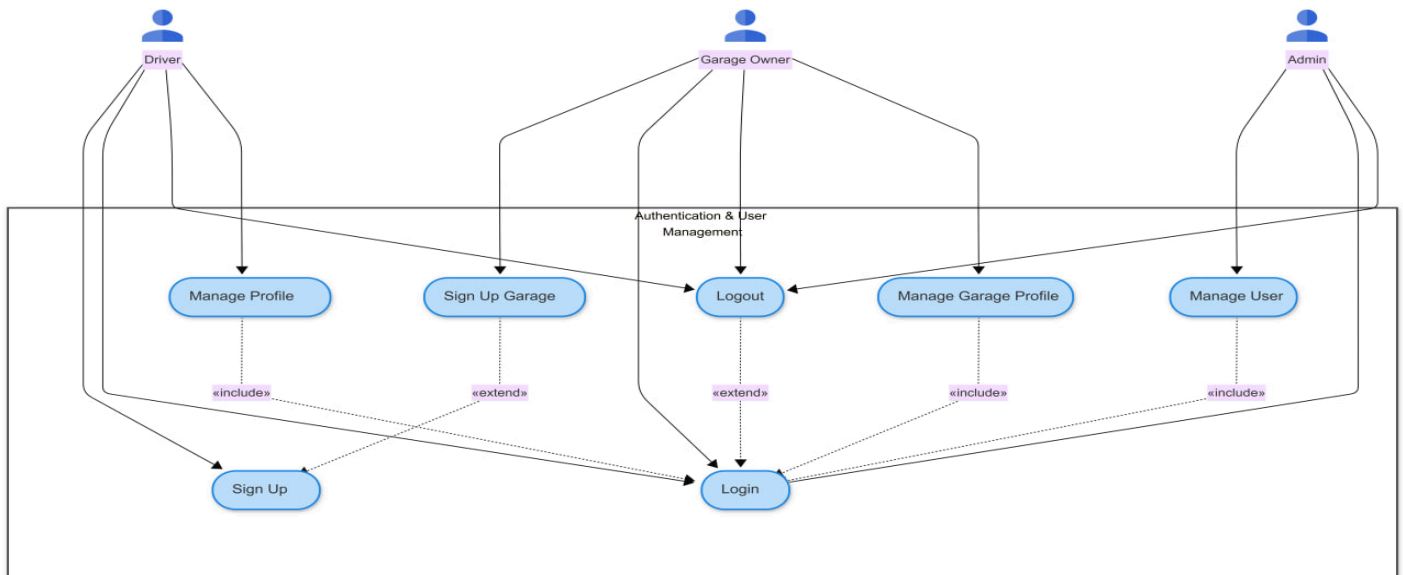 Driver
Garage Owner
Admin
Authentication & User
Management
Manage Profile
Sign Up Garage
Logout
Manage Garage Profile
Manage User
«include»
«extend»
«extend»
«include»
«include»
Sign Up
Login